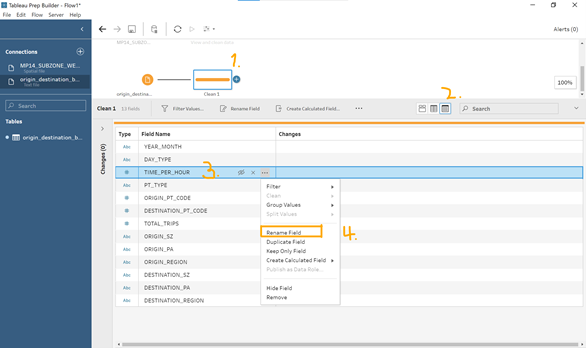 Tableau Prep Builder - Flow1*
File Edit Flow Server Help
Alerts (0)
Connections
MP14_SUBZONE_WE...
Spatial file
origin_destination_b...
Text file
Search
Tables
origin_destination_b...
MP14_SUBZO...
1.
origin_destina...
Clean 1
100%
2.
Clean 1 13 Fields
Filter Values...
Rename Field
Create Calculated Field...
Search
Changes (0)
Type Field Name Changes
Abc YEAR_MONTH
Abc DAY_TYPE
# TIME_PER_HOUR
3.
Abc PT_TYPE
# ORIGIN_PT_CODE
# DESTINATION_PT_CODE
# TOTAL_TRIPS
Abc ORIGIN_SZ
Abc ORIGIN_PA
Abc ORIGIN_REGION
Abc DESTINATION_SZ
Abc DESTINATION_PA
Abc DESTINATION_REGION
Filter
Clean
Group Values
Split Values
Rename Field
4.
Duplicate Field
Keep Only Field
Create Calculated Field
Publish as Data Role...
Hide Field
Remove